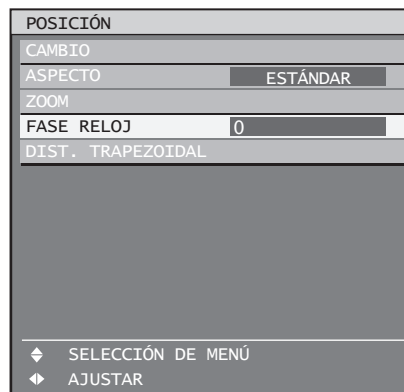 POSICIÓN
CAMBIO
ASPECTO ESTÁNDAR
ZOOM
FASE RELOJ 0
DIST. TRAPEZOIDAL
SELECCIÓN DE MENÚ
AJUSTAR